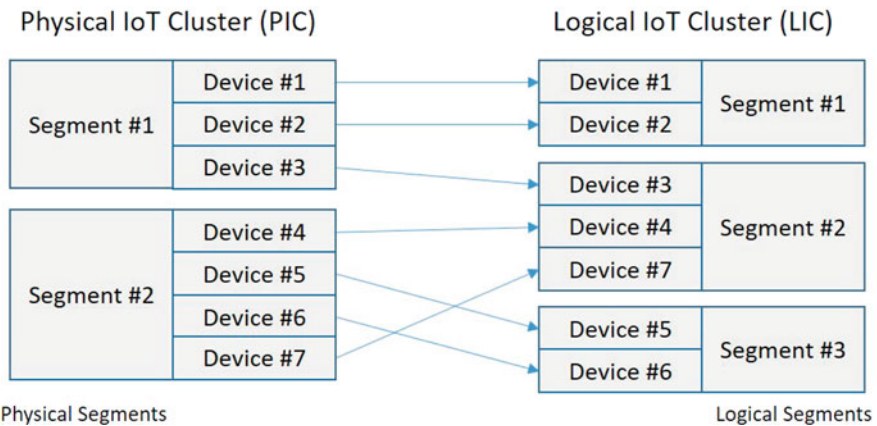 Physical IoT Cluster (PIC)
Logical IoT Cluster (LIC)
Segment #1
Device #1
Device #2
Device #3
Segment #2
Device #4
Device #5
Device #6
Device #7
Device #1
Device #2
Segment #1
Device #3
Device #4
Device #7
Segment #2
Device #5
Device #6
Segment #3
Physical Segments
Logical Segments